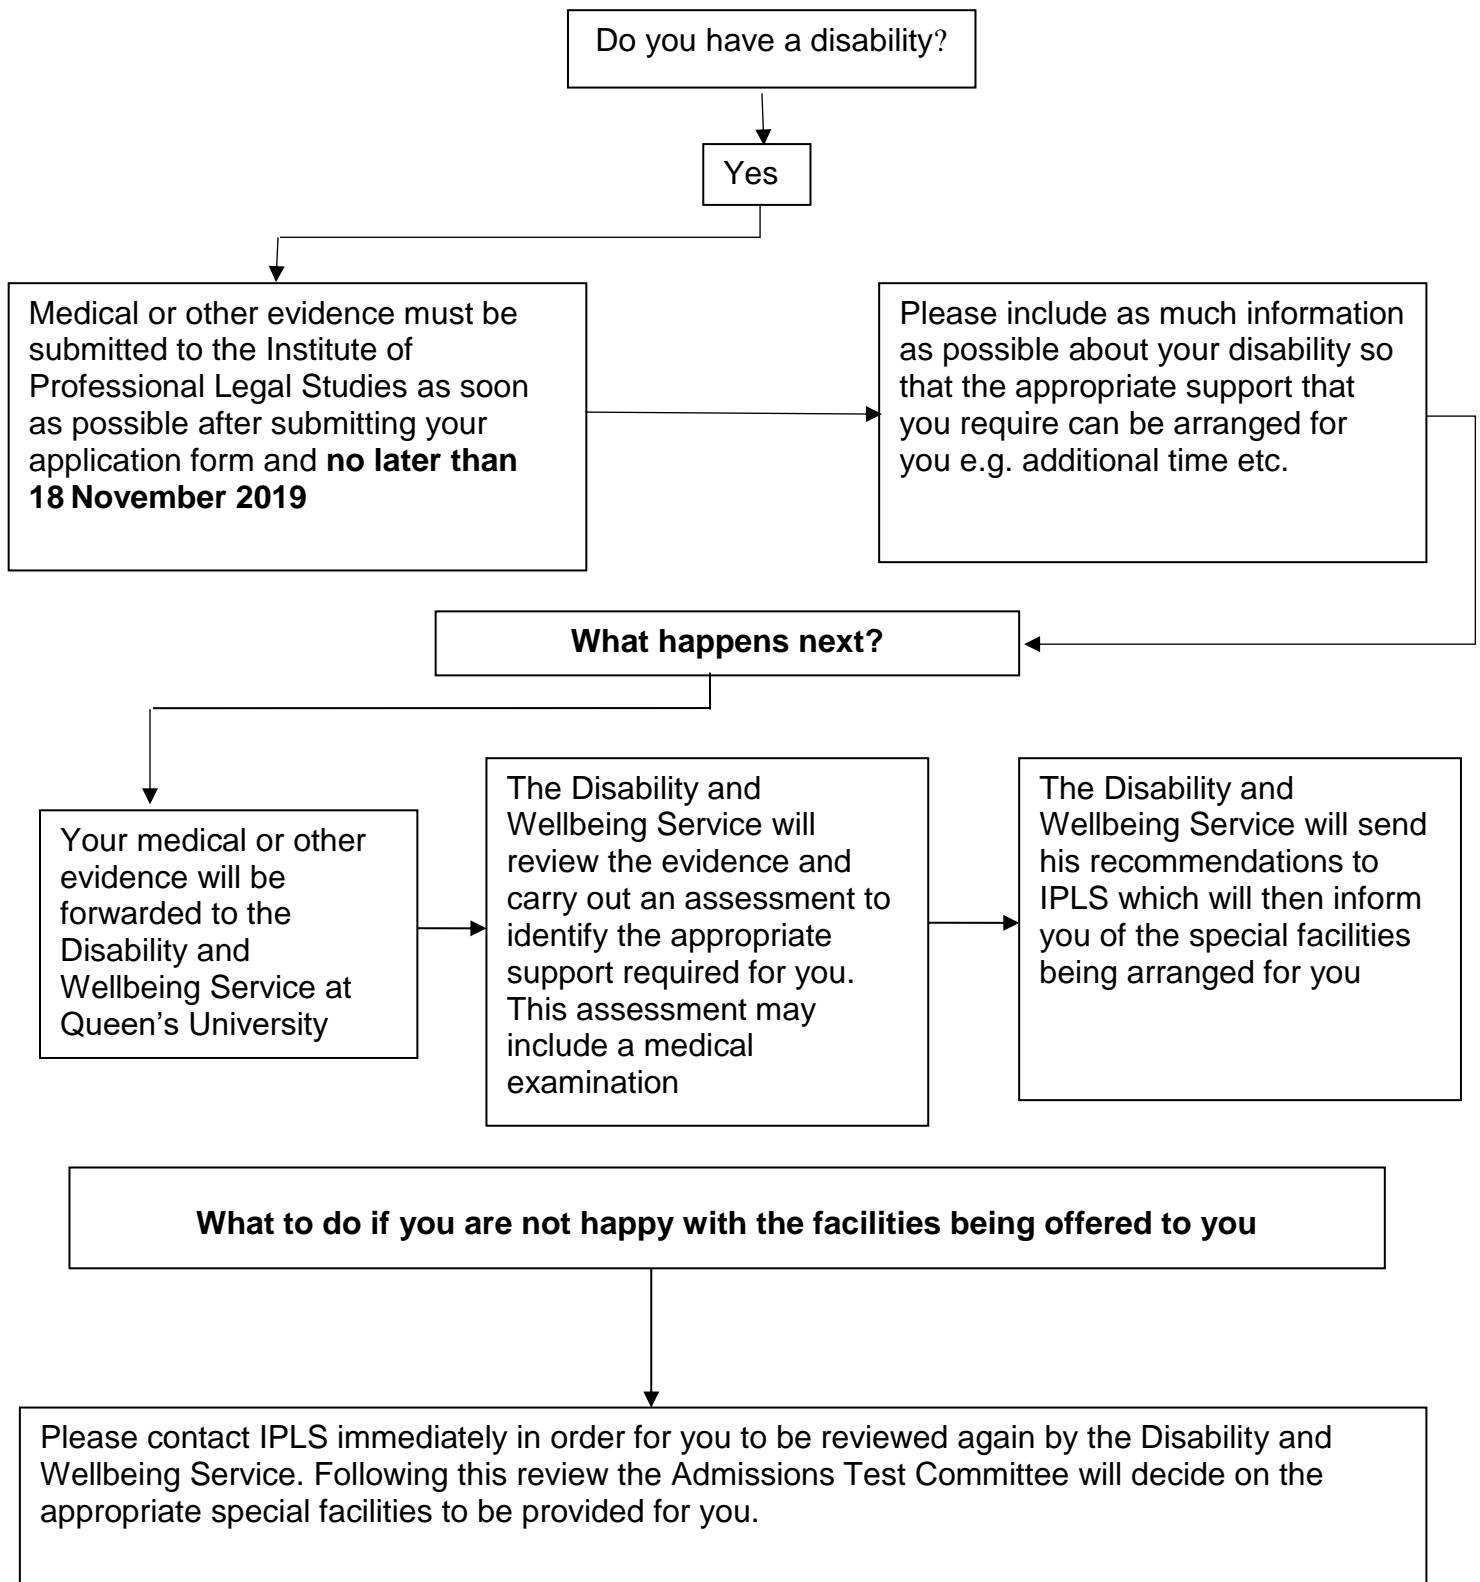 Do you have a disability?
Yes
Medical or other evidence must be
submitted to the Institute of
Professional Legal Studies as soon
as possible after submitting your
application form and no later than
18 November 2019
Please include as much information
as possible about your disability so
that the appropriate support that
you require can be arranged for
you e.g. additional time etc.
What happens next?
Your medical or other
evidence will be
forwarded to the
Disability and
Wellbeing Service at
Queen’s University
The Disability and
Wellbeing Service will
review the evidence and
carry out an assessment to
identify the appropriate
support required for you.
This assessment may
include a medical
examination
The Disability and
Wellbeing Service will send
his recommendations to
IPLS which will then inform
you of the special facilities
being arranged for you
What to do if you are not happy with the facilities being offered to you
Please contact IPLS immediately in order for you to be reviewed again by the Disability and
Wellbeing Service. Following this review the Admissions Test Committee will decide on the
appropriate special facilities to be provided for you.